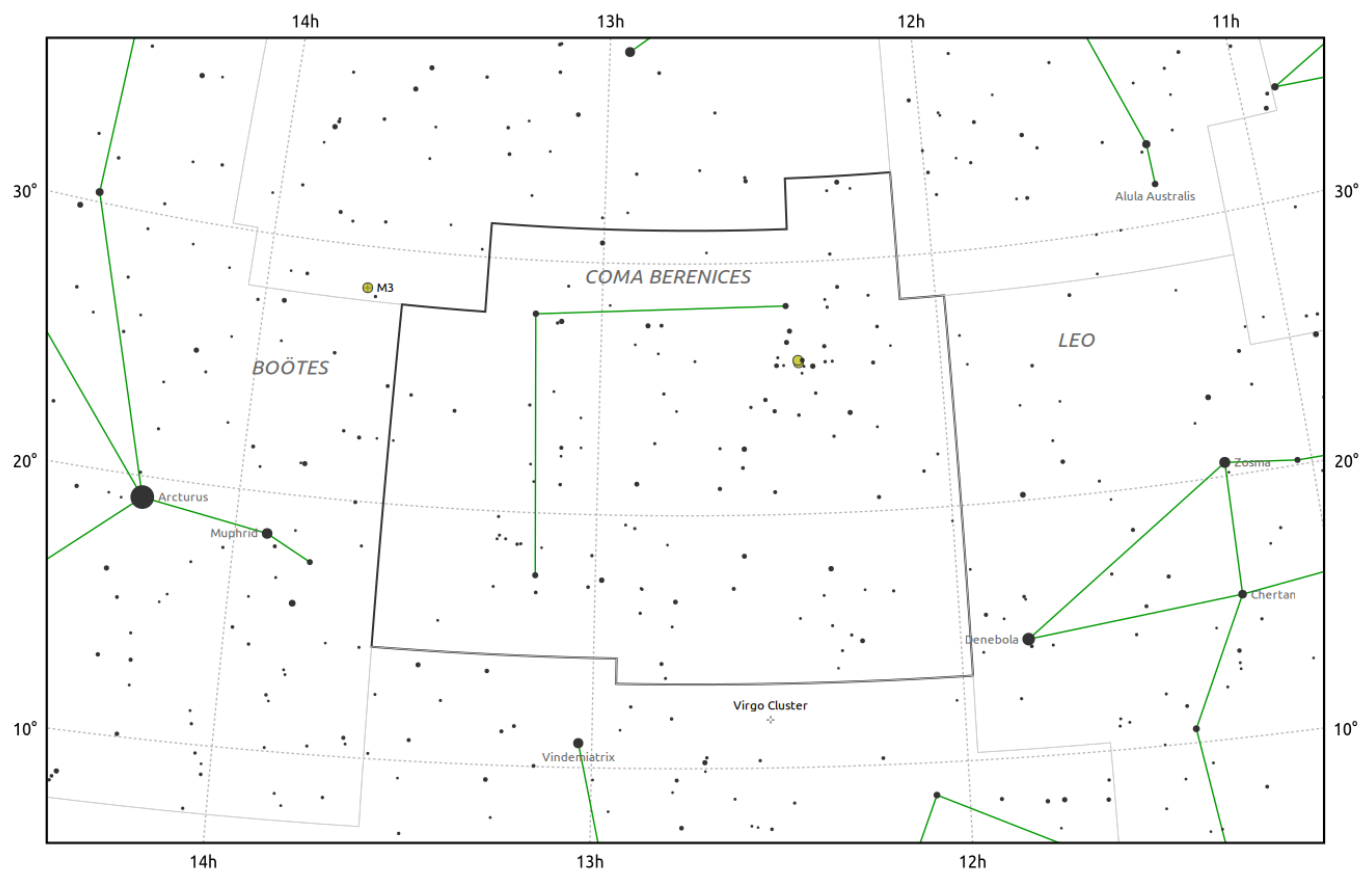 14h 13h 12h 11h
30° 30°
Alula Australis
COMA BERENICES
M3
LEO
BOÖTES
20° 20°
Zosma
Arcturus
Muphrid
Chertan
Denebola
Virgo Cluster
10° 10°
Vindemiatrix
14h 13h 12h